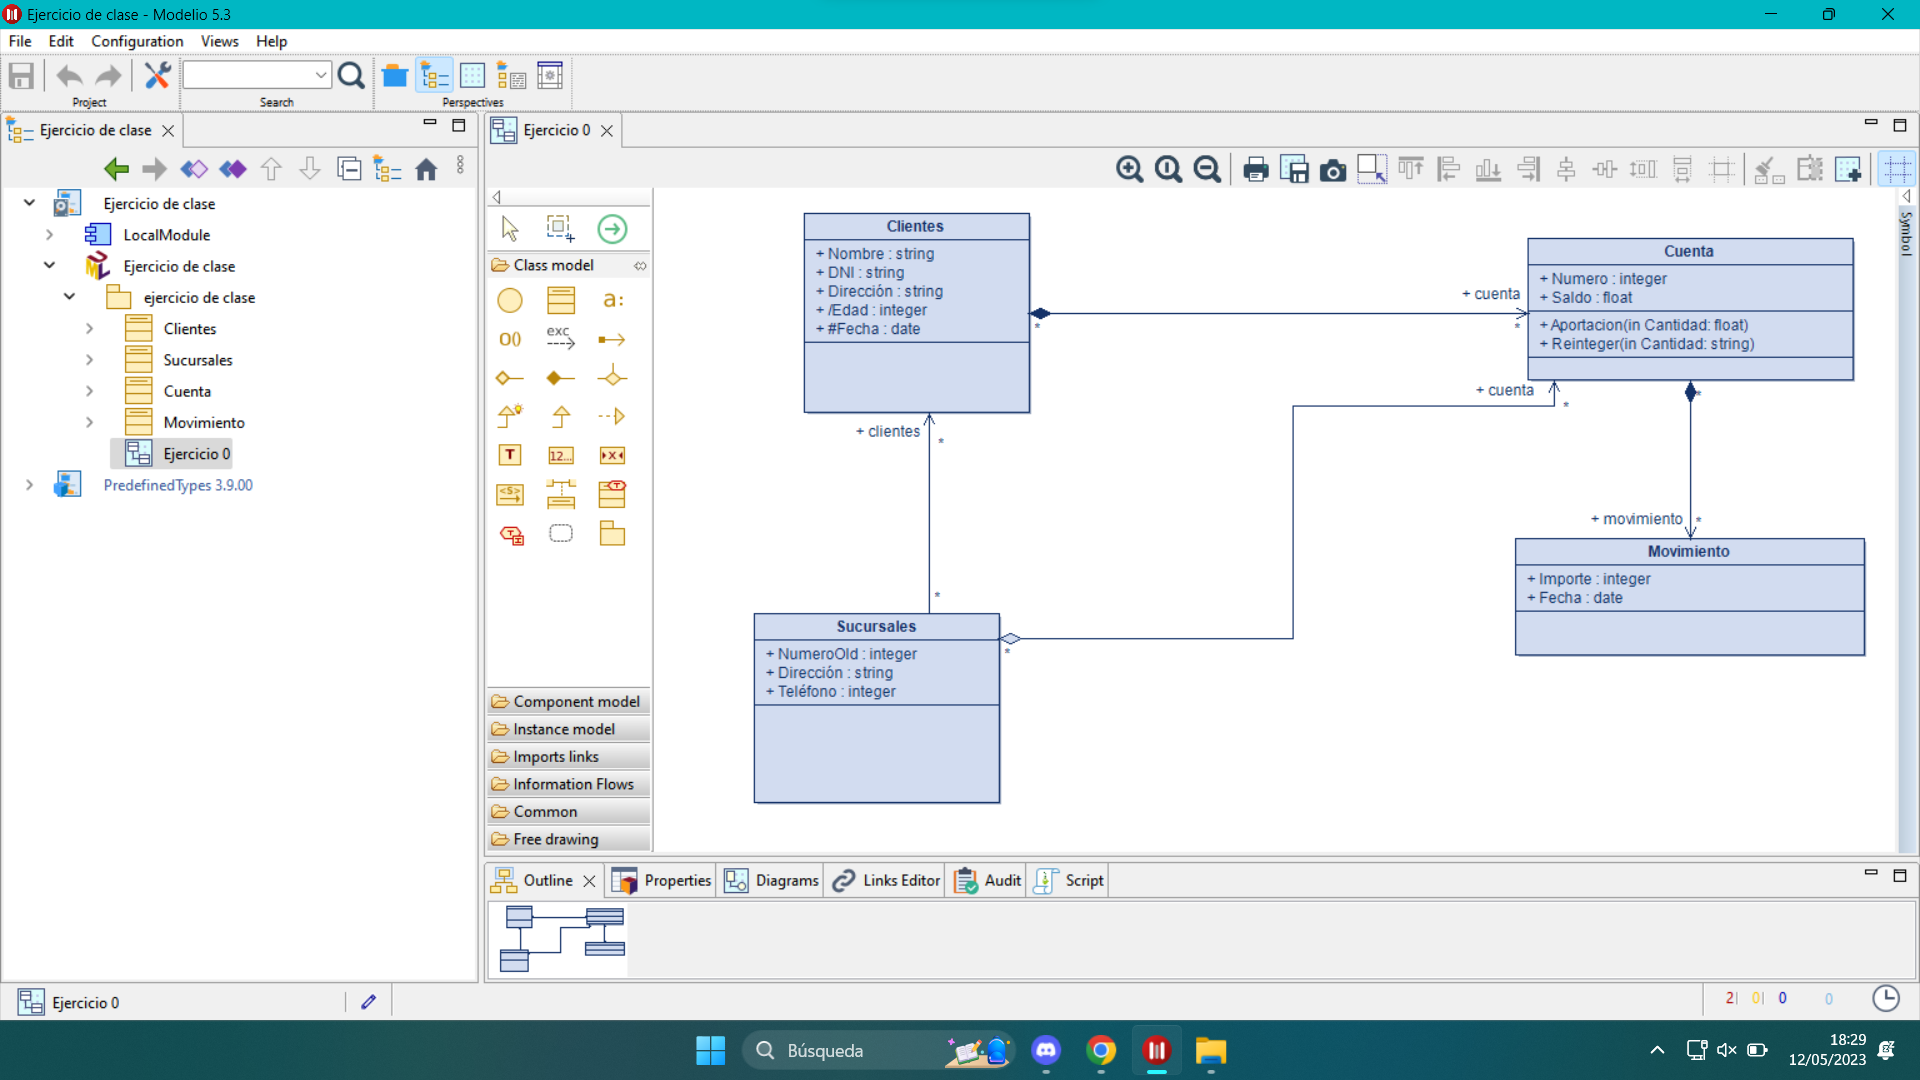 Ejercicio de clase - Modelio 5.3
File Edit Configuration Views Help
Project
Search
Perspectives
Ejercicio de clase
Ejercicio de clase
LocalModule
Ejercicio de clase
ejercicio de clase
Clientes
Sucursales
Cuenta
Movimiento
Ejercicio 0
PredefinedTypes 3.9.00
Ejercicio 0
Class model
a:
O()
exc
T
12...
►X◄
<S>
T
T
Component model
Instance model
Imports links
Information Flows
Common
Free drawing
Symbol
Clientes
+ Nombre : string
+ DNI : string
+ Dirección : string
+ /Edad : integer
+ #Fecha : date
*
+ cuenta
*
Cuenta
+ Numero : integer
+ Saldo : float
+ Aportacion(in Cantidad: float)
+ Reinteger(in Cantidad: string)
+ cuenta
*
*
+ clientes
*
*
+ movimiento
*
Movimiento
+ Importe : integer
+ Fecha : date
Sucursales
+ NumeroOld : integer
+ Dirección : string
+ Teléfono : integer
*
Outline Properties Diagrams Links Editor Audit Script
Ejercicio 0
2| 0| 0 0
Búsqueda
18:29
12/05/2023